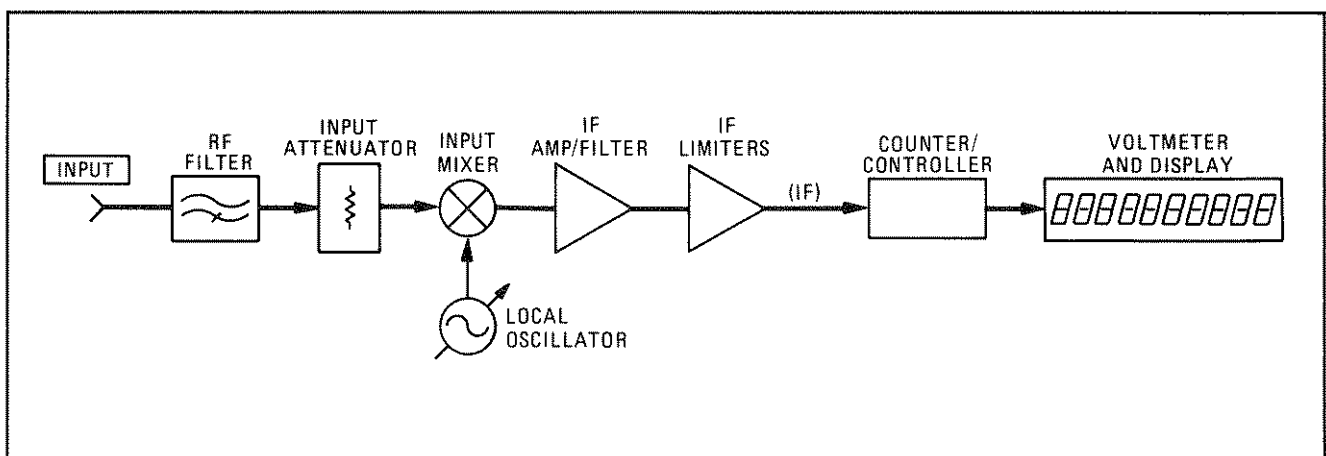 INPUT
RF
FILTER
INPUT
ATTENUATOR
INPUT
MIXER
IF
AMP/FILTER
IF
LIMITERS
(IF)
COUNTER/
CONTROLLER
VOLTMETER
AND DISPLAY
8888888888
LOCAL
OSCILLATOR